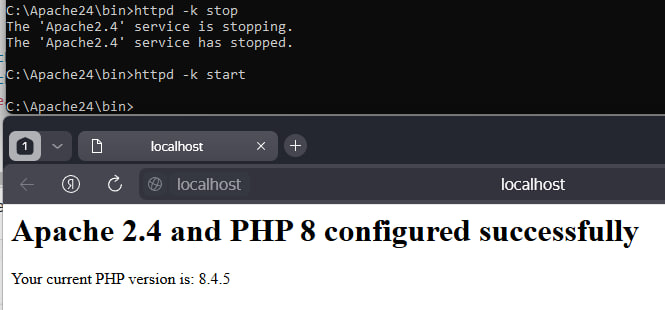 C:\Apache24\bin>httpd -k stop
The 'Apache2.4' service is stopping.
The 'Apache2.4' service has stopped.
C:\Apache24\bin>httpd -k start
C:\Apache24\bin>
1 localhost
Я localhost localhost
Apache 2.4 and PHP 8 configured successfully
Your current PHP version is: 8.4.5